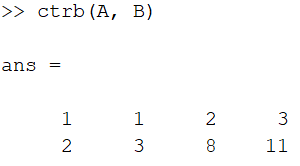 >> ctrb(A, B)
ans =
1 1 2 3
2 3 8 11